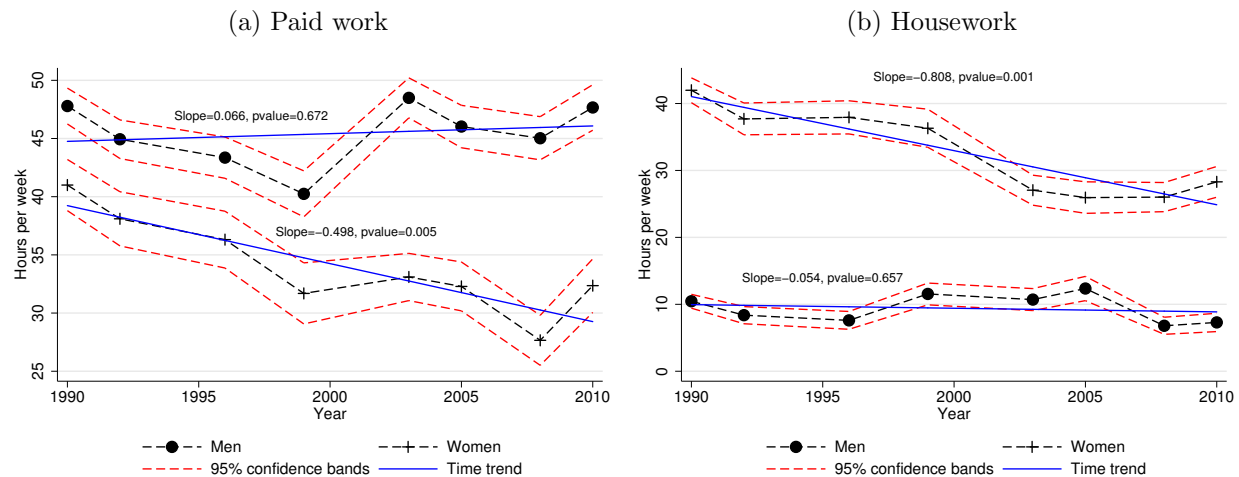 (a) Paid work
50
45
40
35
30
25
Hours per week
Slope=0.066, pvalue=0.672
Slope=−0.498, pvalue=0.005
1990 1995 2000 2005 2010
Year
Men Women
95% confidence bands Time trend
(b) Housework
40
30
20
10
0
Hours per week
Slope=−0.808, pvalue=0.001
Slope=−0.054, pvalue=0.657
1990 1995 2000 2005 2010
Year
Men Women
95% confidence bands Time trend